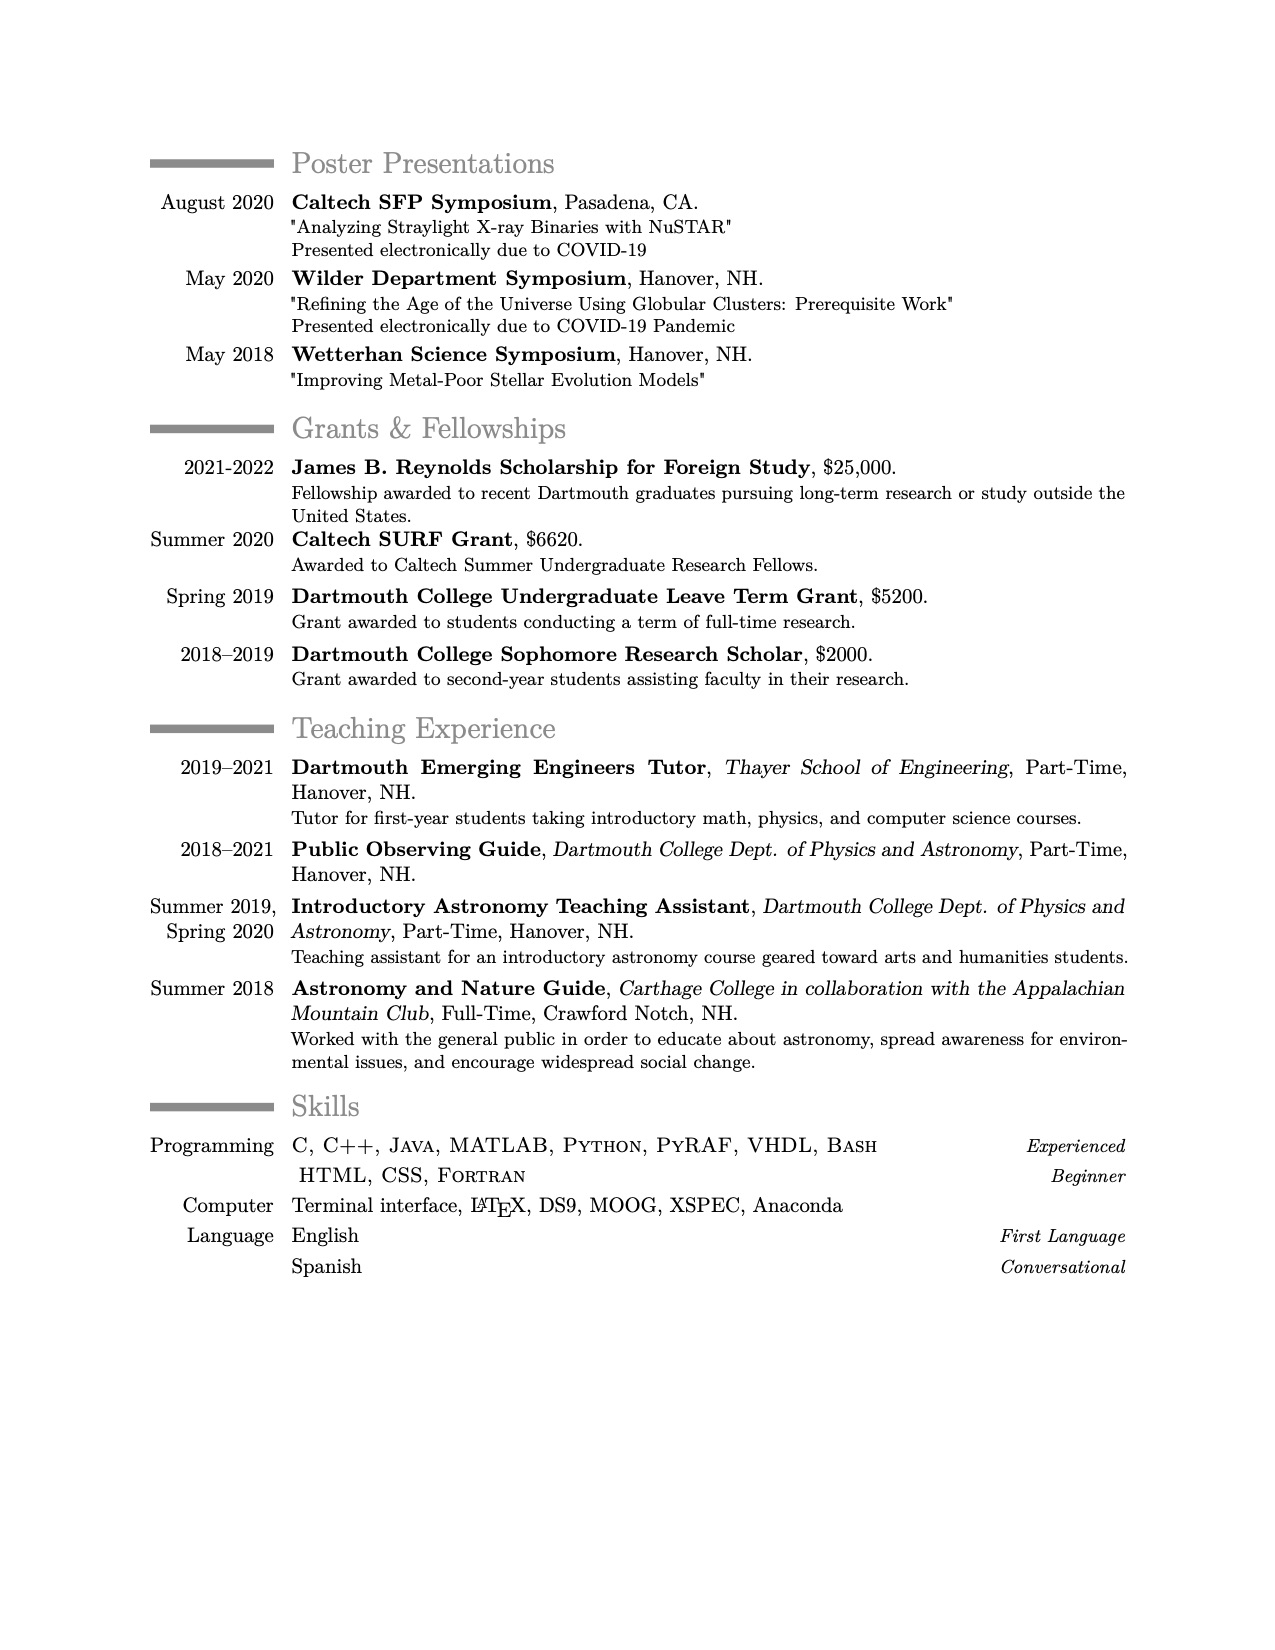 Poster Presentations
August 2020 Caltech SFP Symposium, Pasadena, CA.
"Analyzing Straylight X-ray Binaries with NuSTAR"
Presented electronically due to COVID-19
May 2020 Wilder Department Symposium, Hanover, NH.
"Refining the Age of the Universe Using Globular Clusters: Prerequisite Work"
Presented electronically due to COVID-19 Pandemic
May 2018 Wetterhan Science Symposium, Hanover, NH.
"Improving Metal-Poor Stellar Evolution Models"
Grants & Fellowships
2021-2022 James B. Reynolds Scholarship for Foreign Study, $25,000.
Fellowship awarded to recent Dartmouth graduates pursuing long-term research or study outside the
United States.
Summer 2020 Caltech SURF Grant, $6620.
Awarded to Caltech Summer Undergraduate Research Fellows.
Spring 2019 Dartmouth College Undergraduate Leave Term Grant, $5200.
Grant awarded to students conducting a term of full-time research.
2018–2019 Dartmouth College Sophomore Research Scholar, $2000.
Grant awarded to second-year students assisting faculty in their research.
Teaching Experience
2019–2021 Dartmouth Emerging Engineers Tutor, Thayer School of Engineering, Part-Time,
Hanover, NH.
Tutor for first-year students taking introductory math, physics, and computer science courses.
2018–2021 Public Observing Guide, Dartmouth College Dept. of Physics and Astronomy, Part-Time,
Hanover, NH.
Summer 2019, Introductory Astronomy Teaching Assistant, Dartmouth College Dept. of Physics and
Spring 2020 Astronomy, Part-Time, Hanover, NH.
Teaching assistant for an introductory astronomy course geared toward arts and humanities students.
Summer 2018 Astronomy and Nature Guide, Carthage College in collaboration with the Appalachian
Mountain Club, Full-Time, Crawford Notch, NH.
Worked with the general public in order to educate about astronomy, spread awareness for environ-
mental issues, and encourage widespread social change.
Skills
Programming C, C++, Java, MATLAB, Python, PyRAF, VHDL, Bash Experienced
HTML, CSS, Fortran Beginner
Computer Terminal interface, LATEX, DS9, MOOG, XSPEC, Anaconda
Language English First Language
Spanish Conversational